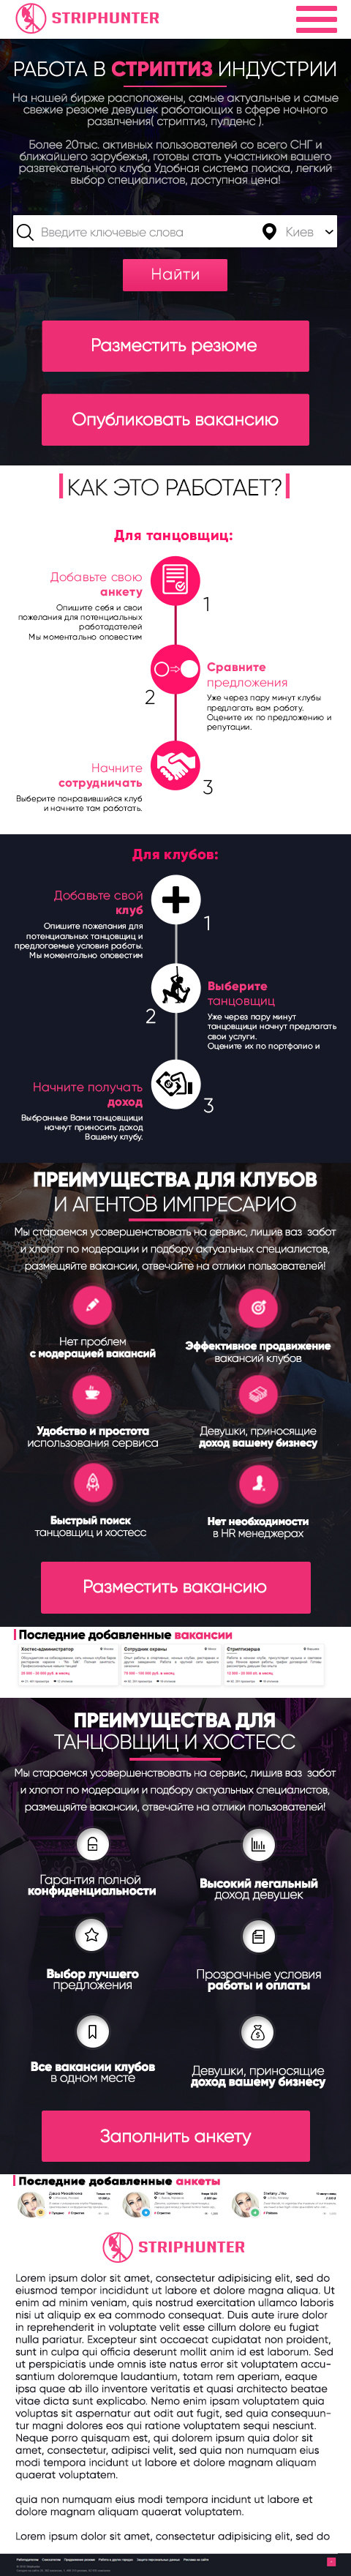 STRIPHUNTER
РАБОТА В СТРИПТИЗ ИНДУСТРИИ
На нашей бирже расположены, самые актуальные и самые
свежие резюме девушек работающих в сфере ночного
развлчения( стриптиз, пулденс ).
Более 20тыс. активных пользователей со всего СНГ и
ближайшего зарубежья, готовы стать участником вашего
развтекательного клуба Удобная система поиска, легкий
выбор специалистов, доступная цена!
Введите ключевые слова Киев
Найти
Разместить резюме
Опубликовать вакансию
КАК ЭТО РАБОТАЕТ?
Для танцовщиц:
Добавьте свою
анкету
Опишите себя и свои
пожелания для потенциальных
работадателей
Мы моментально оповестим
1
Сравните
предложения
Уже через пару минут клубы
предлагать вам работу.
Оцените их по предложению и
репутации.
2
Начните
сотрудничать
Выберите понравишийся клуб
и начните там работать.
3
Для клубов:
Добавьте свой
клуб
Опишите пожелания для
потенциальных танцовщиц и
предлогаемые условия работы.
Мы моментально оповестим
1
Выберите
танцовщиц
Уже через пару минут
танцовщици начнут предлагать
свои услуги.
Оцените их по портфолио и
2
Начните получать
доход
Выбранные Вами танцовщици
начнут приносить доход
Вашему клубу.
3
ПРЕИМУЩЕСТВА ДЛЯ КЛУБОВ
И АГЕНТОВ ИМПРЕСАРИО
Мы стараемся усовершенствовать на сервис, лишив ваз забот
и хлопот по модерации и подбору актуальных специалистов,
размещяйте вакансии, отвечайте на отлики пользователей!
Нет проблем
с модерацией вакансий
Эффективное продвижение
вакансий клубов
Удобство и простота
использования сервиса
Девушки, приносящие
доход вашему бизнесу
Быстрый поиск
танцовщиц и хостесс
Нет необходимости
в HR менеджерах
Разместить вакансию
Последние добавленные вакансии
Хостес-администратор
Сотрудник охраны
Стриптизерша
ПРЕИМУЩЕСТВА ДЛЯ
ТАНЦОВЩИЦ И ХОСТЕСС
Мы стараемся усовершенствовать на сервис, лишив ваз забот
и хлопот по модерации и подбору актуальных специалистов,
размещяйте вакансии, отвечайте на отлики пользователей!
Гарантия полной
конфиденциальности
Высокий легальный
доход девушек
Выбор лучшего
предложения
Прозрачные условия
работы и оплаты
Все вакансии клубов
в одном месте
Девушки, приносящие
доход вашему бизнесу
Заполнить анкету
Последние добавленные анкеты
STRIPHUNTER
Lorem ipsum dolor sit amet, consectetur adipisicing elit, sed do
eiusmod tempor incididunt ut labore et dolore magna aliqua. Ut
enim ad minim veniam, quis nostrud exercitation ullamco laboris
nisi ut aliquip ex ea commodo consequat. Duis aute irure dolor
in reprehenderit in voluptate velit esse cillum dolore eu fugiat
nulla pariatur. Excepteur sint occaecat cupidatat non proident,
sunt in culpa qui officia deserunt mollit anim id est laborum. Sed
ut perspiciatis unde omnis iste natus error sit voluptatem accu-
santium doloremque laudantium, totam rem aperiam, eaque
ipsa quae ab illo inventore veritatis et quasi architecto beatae
vitae dicta sunt explicabo. Nemo enim ipsam voluptatem quia
voluptas sit aspernatur aut odit aut fugit, sed quia consequun-
tur magni dolores eos qui ratione voluptatem sequi nesciunt.
Neque porro quisquam est, qui dolorem ipsum quia dolor sit
amet, consectetur, adipisci velit, sed quia non numquam eius
modi tempora incidunt ut labore et dolore magnam aliquam
quaerat voluptatem.
quia non numquam eius modi tempora incidunt ut labore et
dolore magnam aliquam quaerat voluptatem.
Lorem ipsum dolor sit amet, consectetur adipisicing elit, sed do